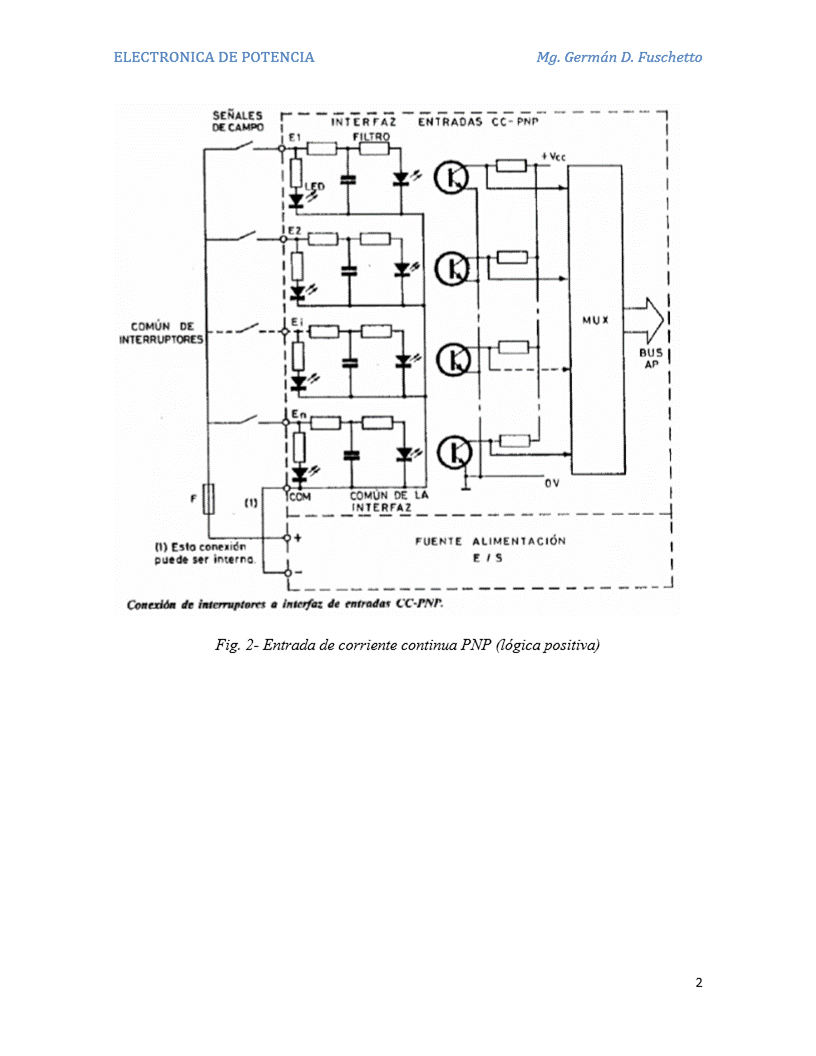 ELECTRONICA DE POTENCIA
Mg. Germán D. Fuschetto
SEÑALES
DE CAMPO
INTERFAZ ENTRADAS CC-PNP
E1
FILTRO
LED
+Vcc
E2
COMÚN DE
INTERRUPTORES
Ei
MUX
BUS
AP
En
F
(1)
COM
COMÚN DE LA
INTERFAZ
0V
(1) Esta conexión
puede ser interna.
+
-
FUENTE ALIMENTACIÓN
E / S
Conexión de interruptores a interfaz de entradas CC-PNP.
Fig. 2- Entrada de corriente continua PNP (lógica positiva)
2